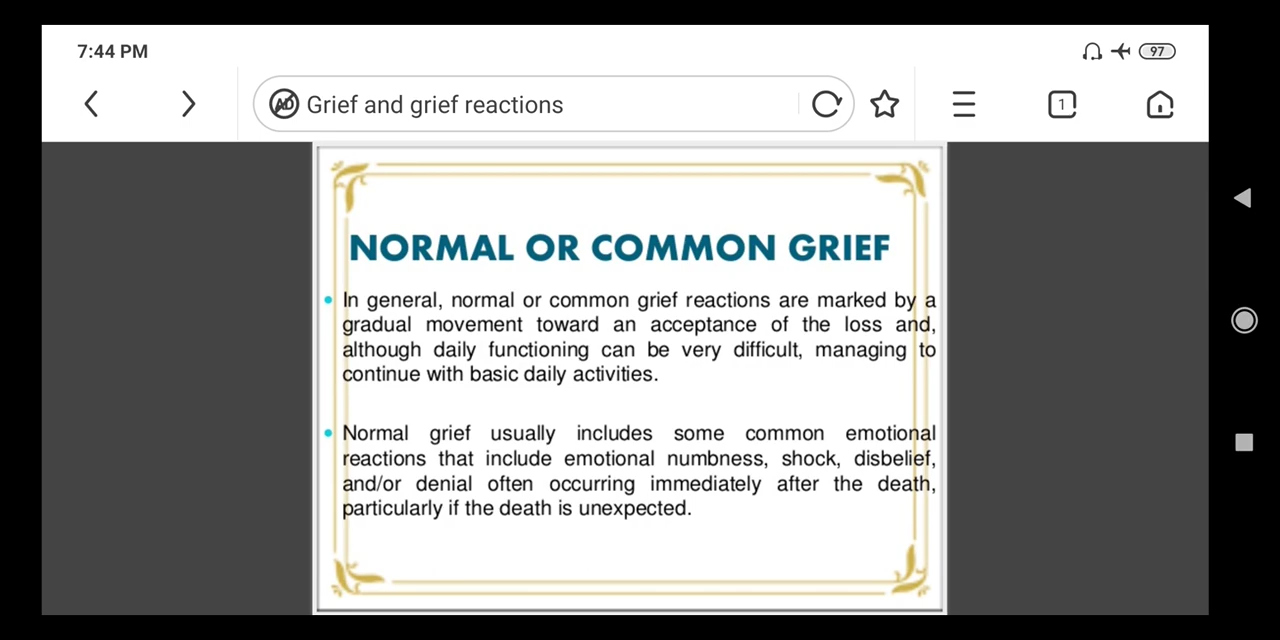 7:44 PM
97
AD
Grief and grief reactions
1
NORMAL OR COMMON GRIEF
• In general, normal or common grief reactions are marked by a
gradual movement toward an acceptance of the loss and,
although daily functioning can be very difficult, managing to
continue with basic daily activities.
• Normal grief usually includes some common emotional
reactions that include emotional numbness, shock, disbelief,
and/or denial often occurring immediately after the death,
particularly if the death is unexpected.